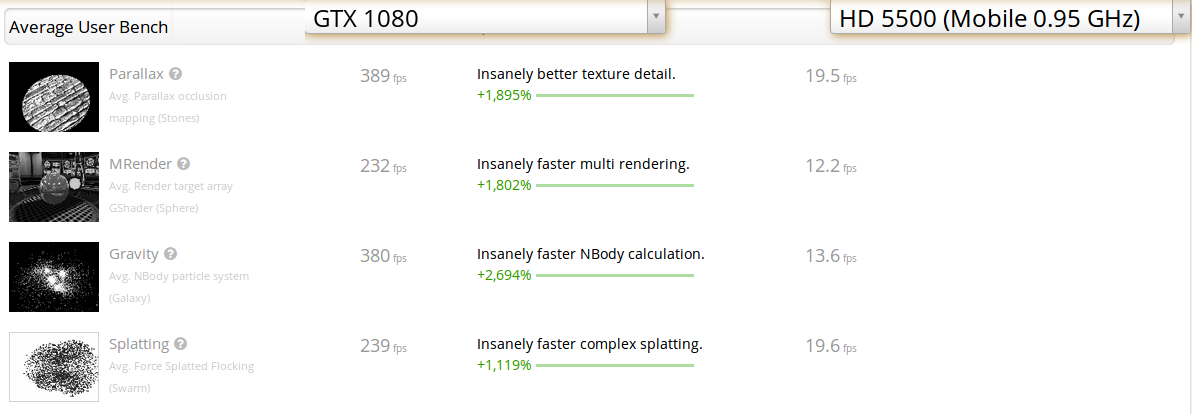 GTX 1080
HD 5500 (Mobile 0.95 GHz)
Average User Bench
Parallax ?
389 fps
Insanely better texture detail.
19.5 fps
Avg. Parallax occlusion
+1,895%
mapping (Stones)
MRender ?
232 fps
Insanely faster multi rendering.
12.2 fps
Avg. Render target array
+1,802%
GShader (Sphere)
Gravity ?
380 fps
Insanely faster NBody calculation.
13.6 fps
Avg. NBody particle system
+2,694%
(Galaxy)
Splatting ?
239 fps
Insanely faster complex splatting.
19.6 fps
Avg. Force Splatted Flocking
+1,119%
(Swarm)